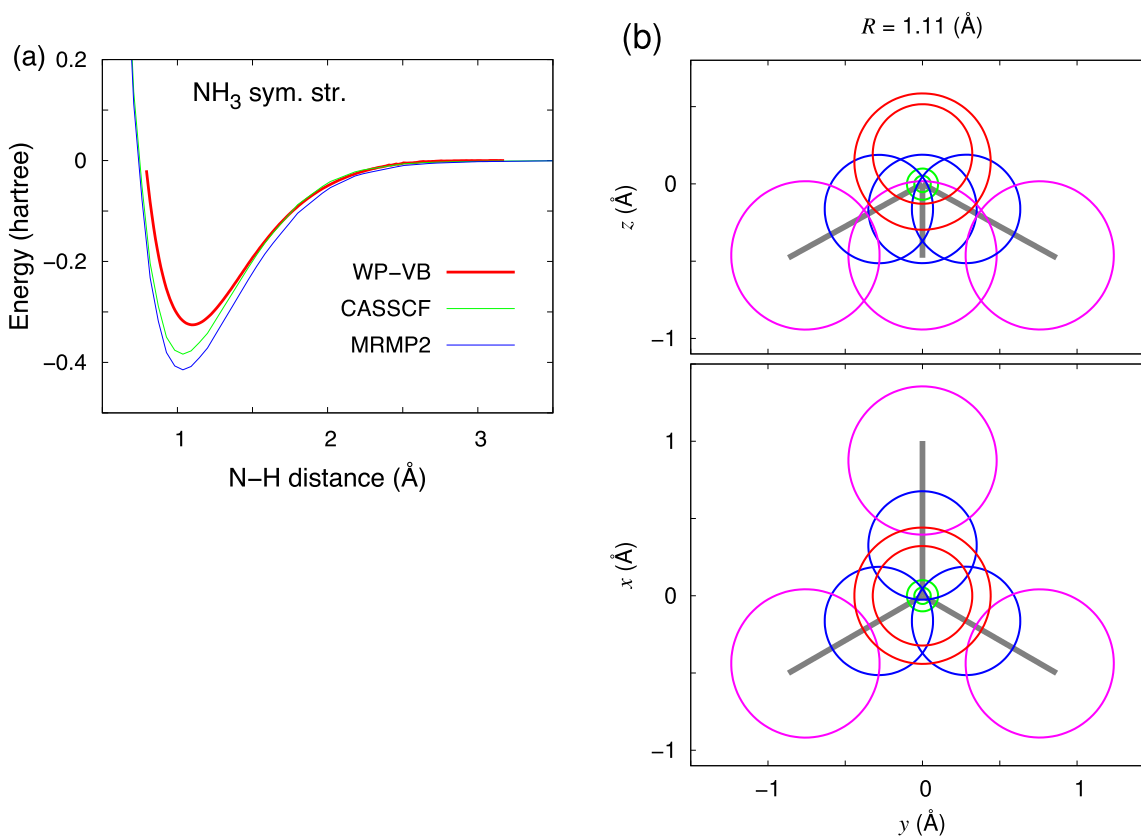 (a)
NH3 sym. str.
Energy (hartree)
0.2
0
−0.2
−0.4
WP−VB
CASSCF
MRMP2
1
2
3
N−H distance (Å)
(b)
R = 1.11 (Å)
z (Å)
0
−1
x (Å)
1
0
−1
−1
0
1
y (Å)